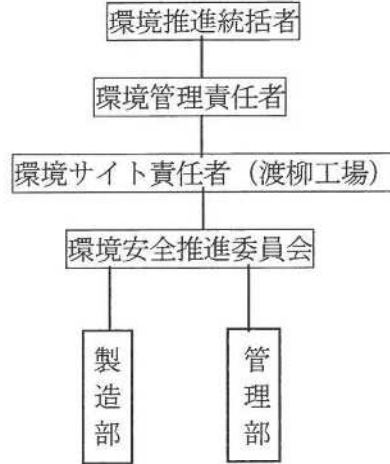 環境推進統括者
環境管理責任者
環境サイト責任者（渡柳工場）
環境安全推進委員会
製造部
管理部